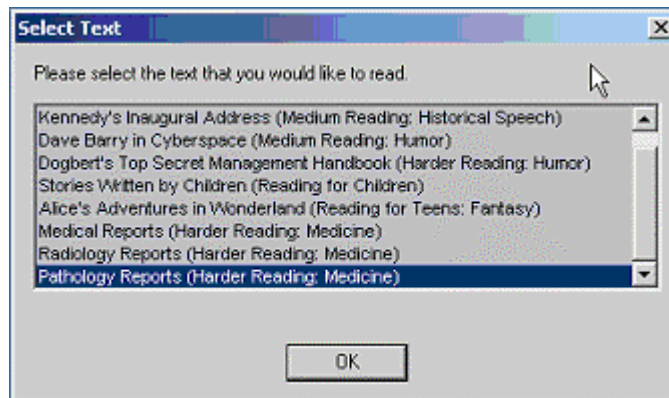 Select Text
Please select the text that you would like to read.
Kennedy's Inaugural Address (Medium Reading: Historical Speech)
Dave Barry in Cyberspace (Medium Reading: Humor)
Dogbert's Top Secret Management Handbook (Harder Reading: Humor)
Stories Written by Children (Reading for Children)
Alice's Adventures in Wonderland (Reading for Teens: Fantasy)
Medical Reports (Harder Reading: Medicine)
Radiology Reports (Harder Reading: Medicine)
Pathology Reports (Harder Reading: Medicine)
OK